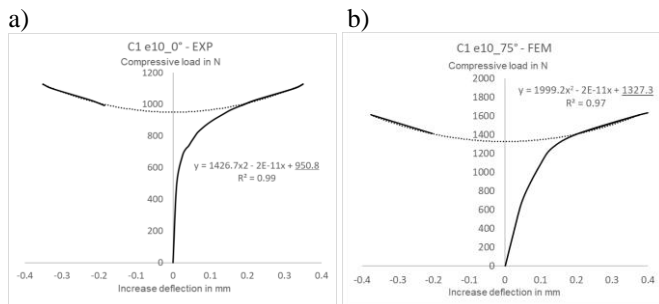 a)
C1 e10_0° - EXP
Compressive load in N
1200
1000
800
600
400
200
0
y = 1426.7x2 - 2E-11x + 950.8
R² = 0.99
-0.4 -0.3 -0.2 -0.1 0 0.1 0.2 0.3 0.4
Increase deflection in mm
b)
C1 e10_75° - FEM
Compressive load in N
2000
1800
1600
1400
1200
1000
800
600
400
200
0
y = 1999.2x² - 2E-11x + 1327.3
R² = 0.97
-0.4 -0.3 -0.2 -0.1 0 0.1 0.2 0.3 0.4
Increase deflection in mm